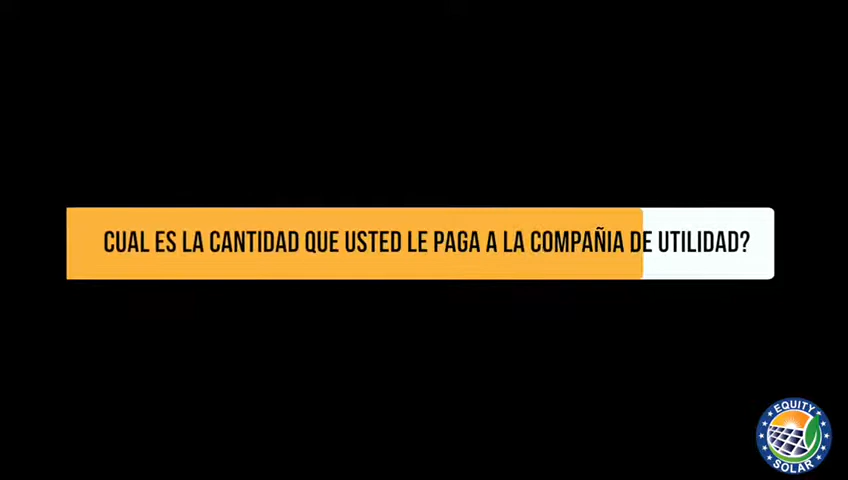 CUAL ES LA CANTIDAD QUE USTED LE PAGA A LA COMPAÑIA DE UTILIDAD?
EQUITY
SOLAR